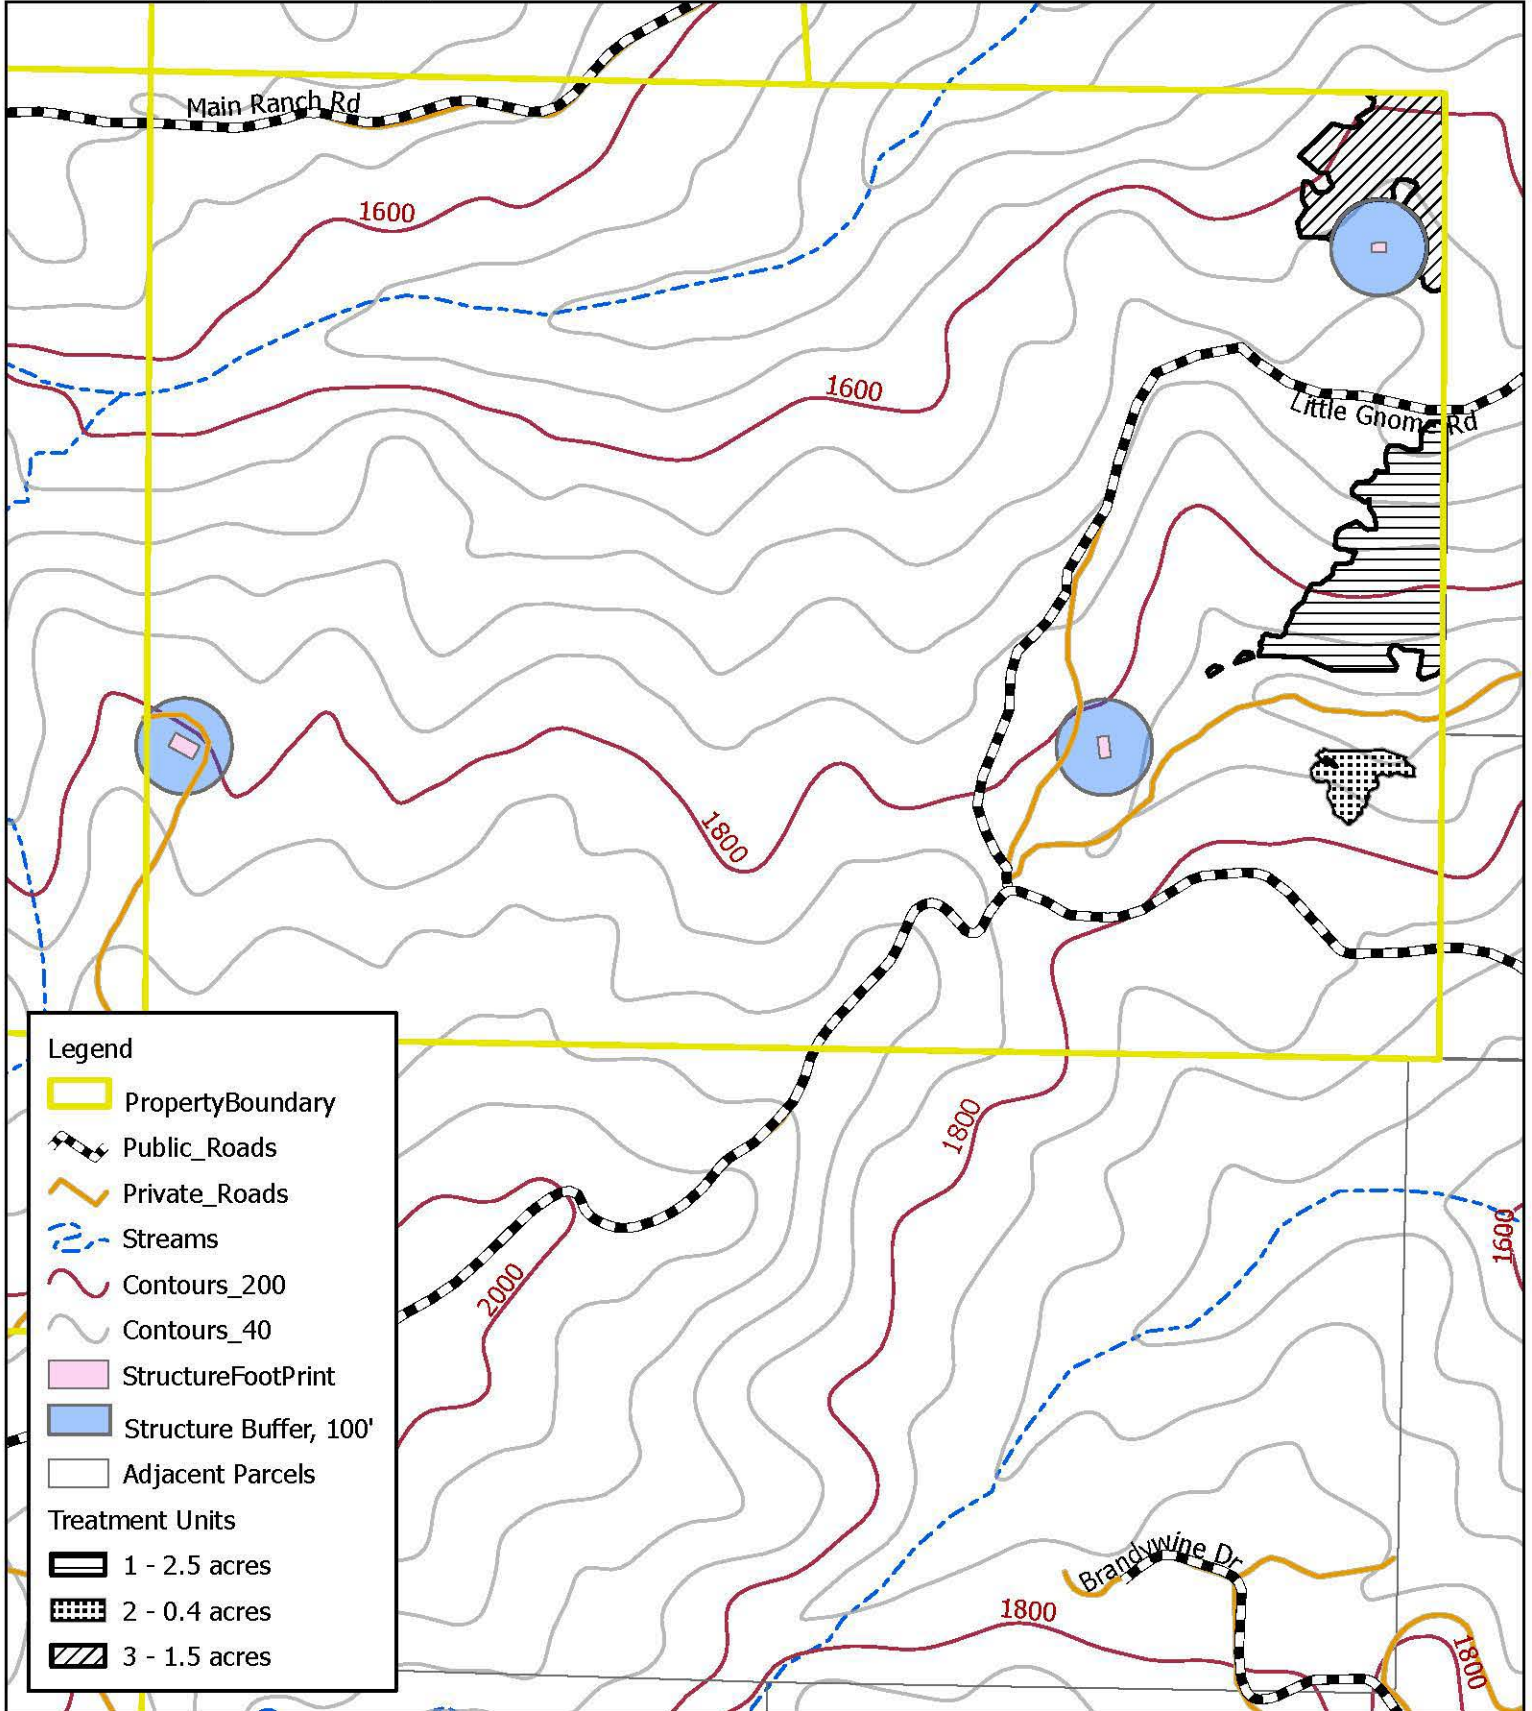 Main Ranch Rd
1600
1600
Little Gnome Rd
1800
1800
2000
1600
Brandywine Dr
1800
1800
Legend
PropertyBoundary
Public_Roads
Private_Roads
Streams
Contours_200
Contours_40
StructureFootPrint
Structure Buffer, 100'
Adjacent Parcels
Treatment Units
1 - 2.5 acres
2 - 0.4 acres
3 - 1.5 acres